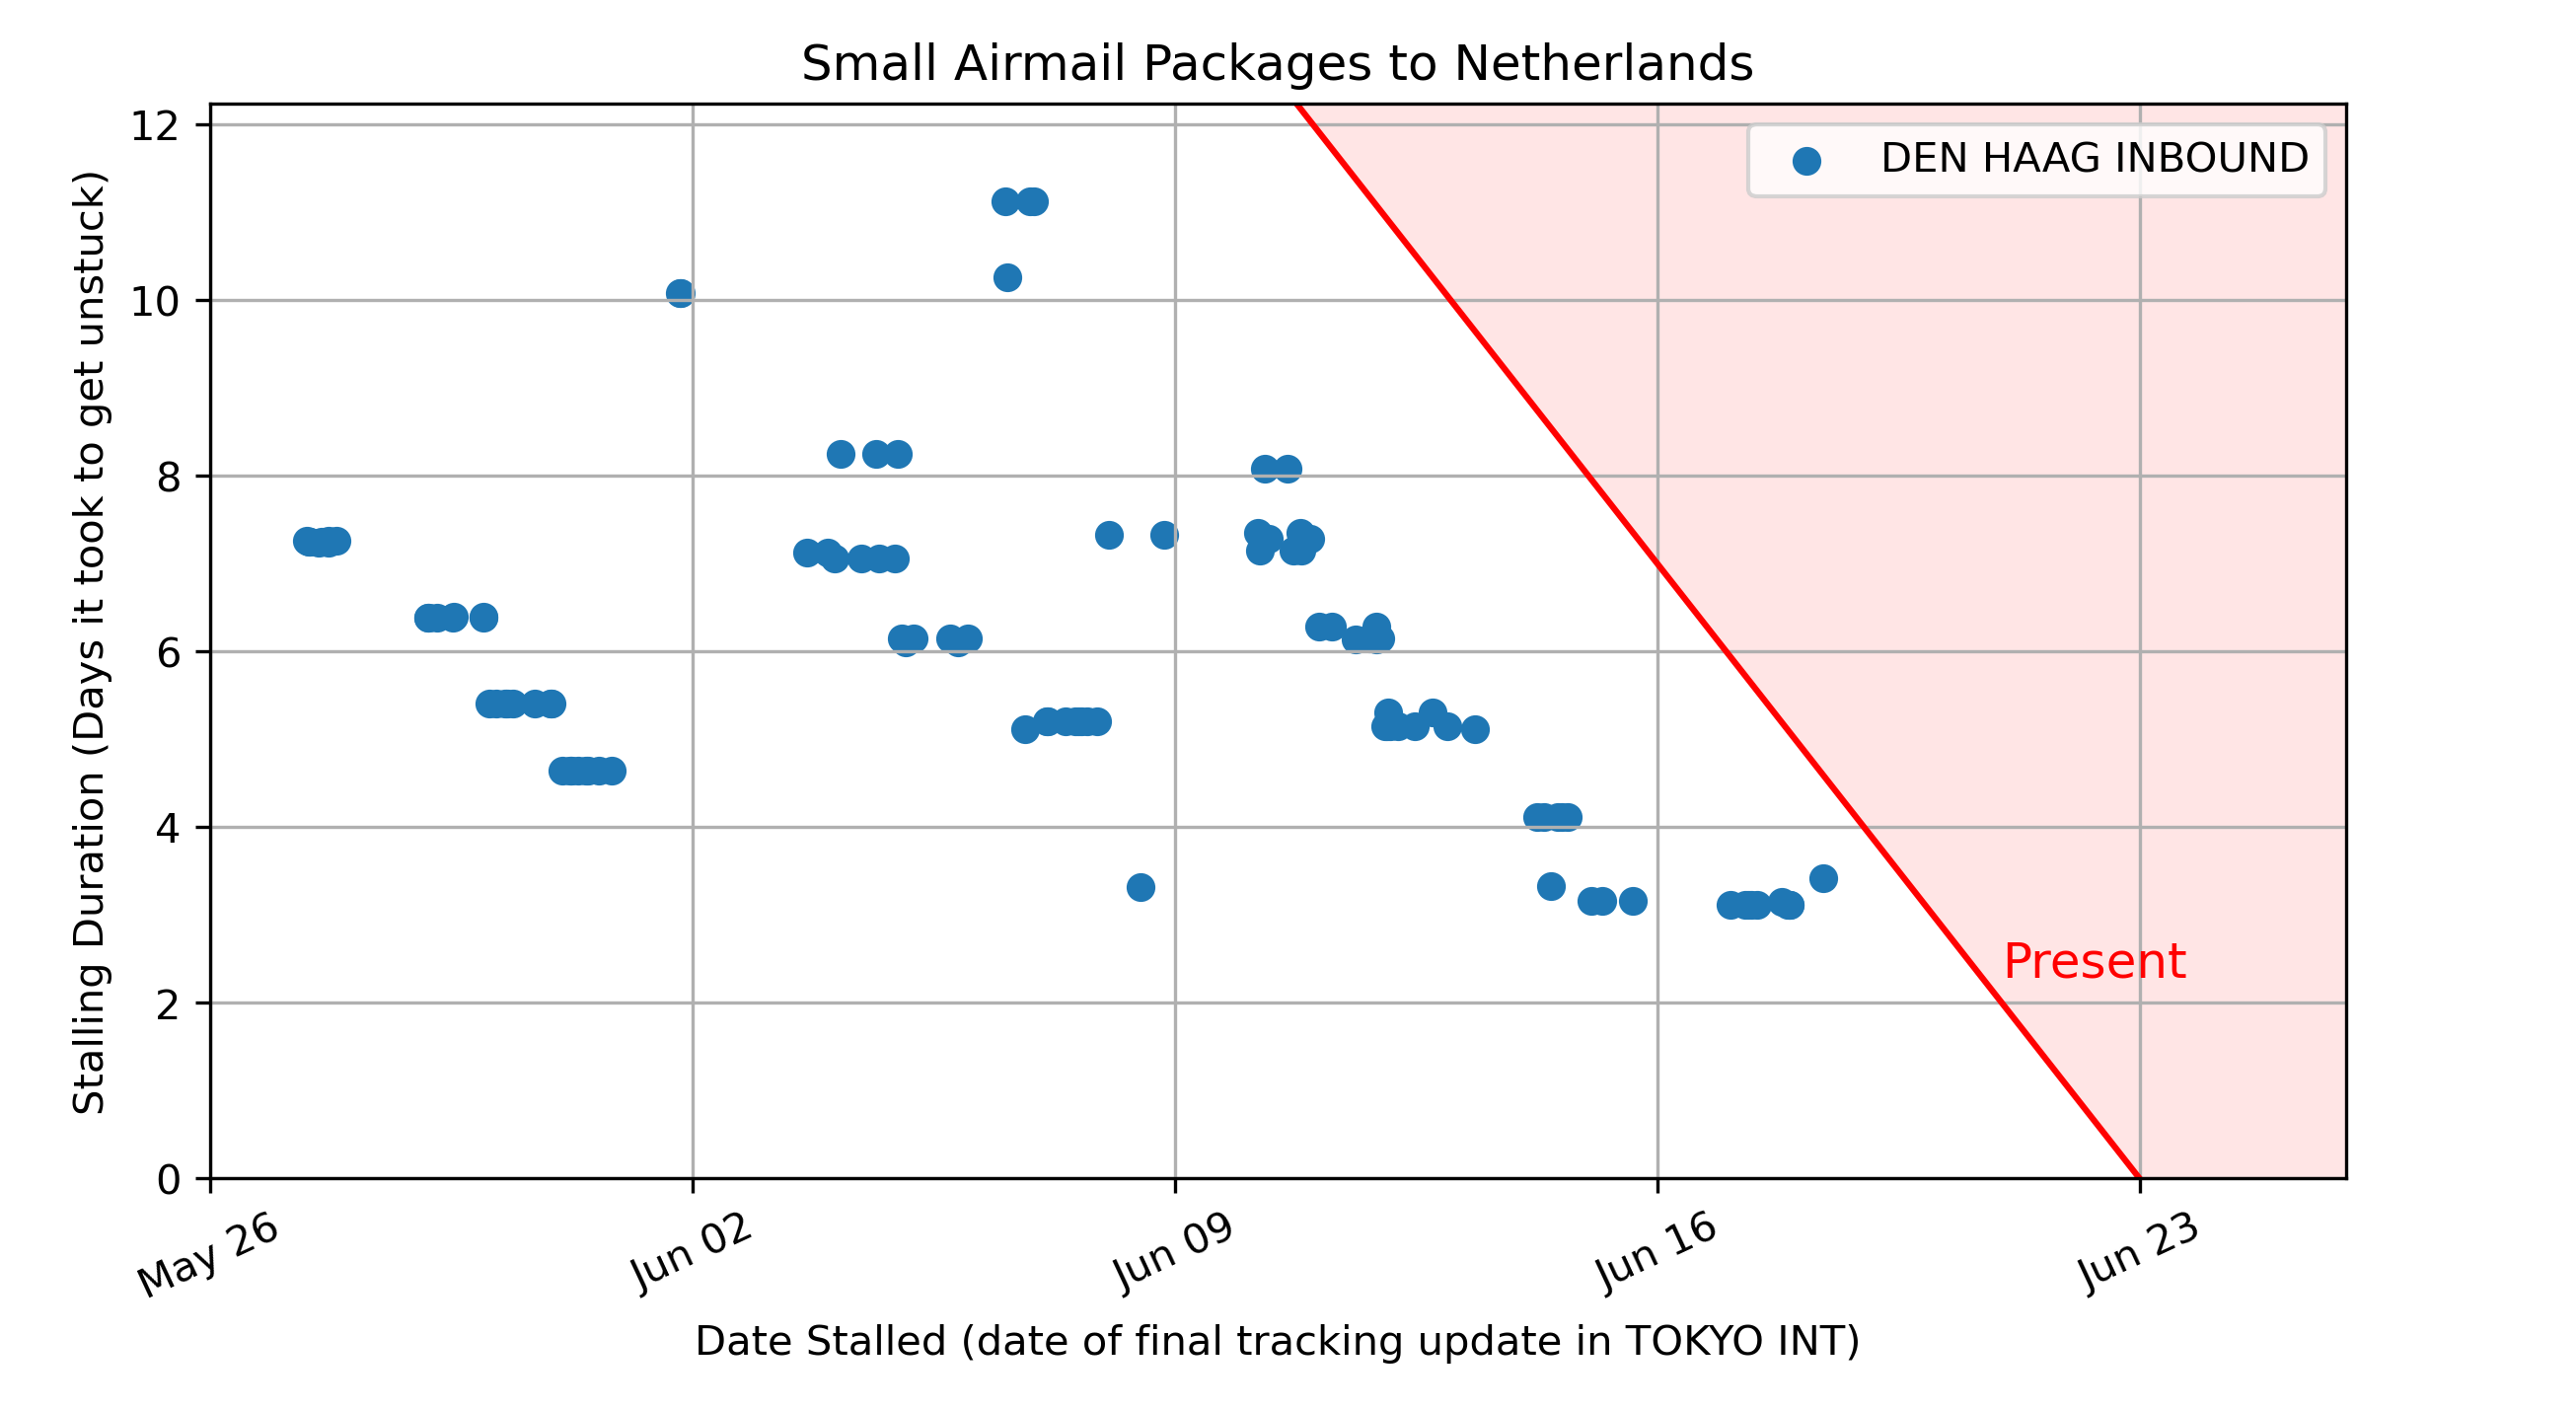 Small Airmail Packages to Netherlands
Stalling Duration (Days it took to get unstuck)
12
10
8
6
4
2
0
DEN HAAG INBOUND
Present
May 26
Jun 02
Jun 09
Jun 16
Jun 23
Date Stalled (date of final tracking update in TOKYO INT)